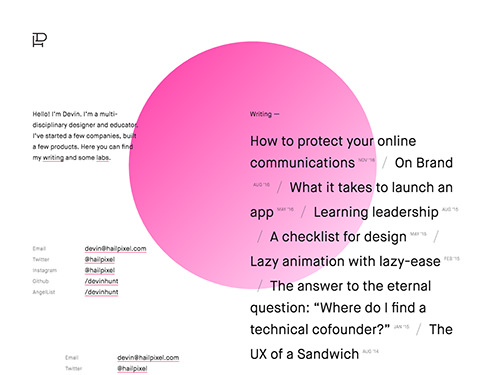 Hello! I'm Devin. I'm a multi-
disciplinary designer and educator.
I've started a few companies, built
a few products. Here you can find
my writing and some labs.
Writing —
How to protect your online
communications NOV '16 / On Brand
AUG '16 / What it takes to launch an
app MAY '16 / Learning leadership AUG '15
/ A checklist for design MAY '15 /
Lazy animation with lazy-ease FEB '15
/ The answer to the eternal
question: “Where do I find a
technical cofounder?” JAN '15 / The
UX of a Sandwich AUG '14
Email devin@hailpixel.com
Twitter @hailpixel
Instagram @hailpixel
Github /devinhunt
AngelList /devinhunt
Email devin@hailpixel.com
Twitter @hailpixel